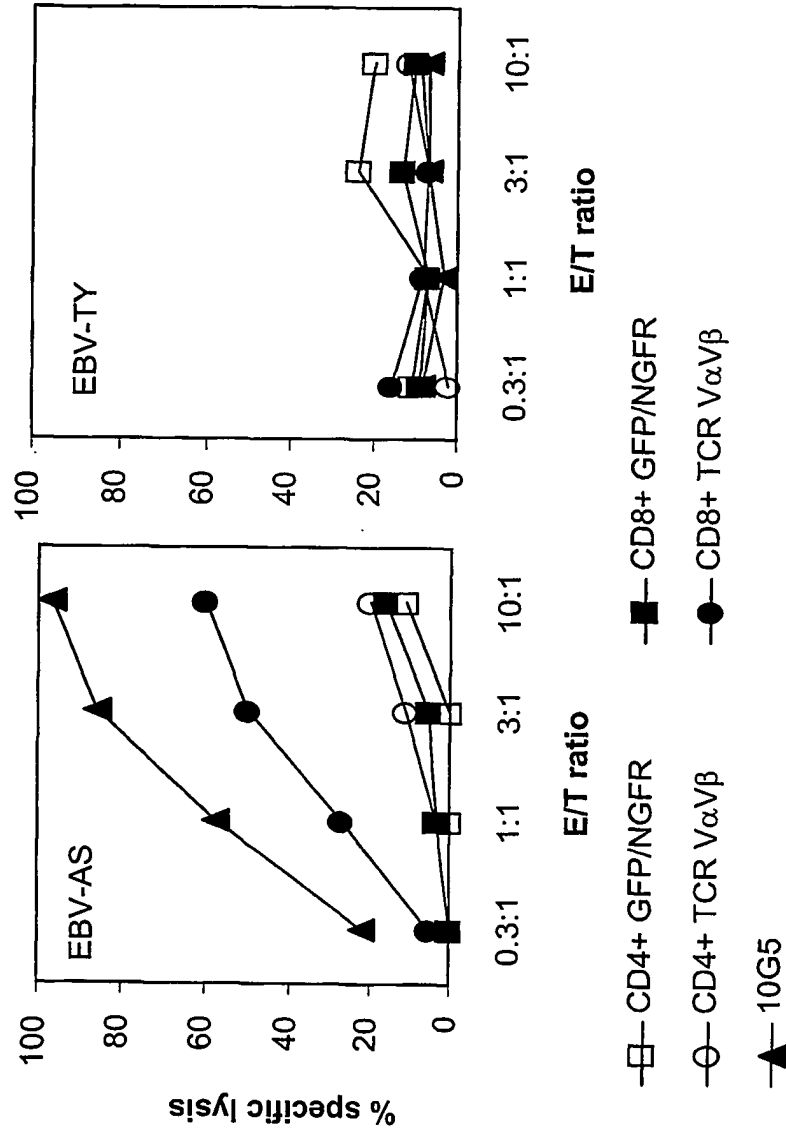 % specific lysis
100
80
60
40
20
0
EBV-AS
0.3:1
1:1
3:1
10:1
E/T ratio
100
80
60
40
20
0
EBV-TY
0.3:1
1:1
3:1
10:1
E/T ratio
CD4+ GFP/NGFR
CD8+ GFP/NGFR
CD4+ TCR VαVβ
CD8+ TCR VαVβ
10G5